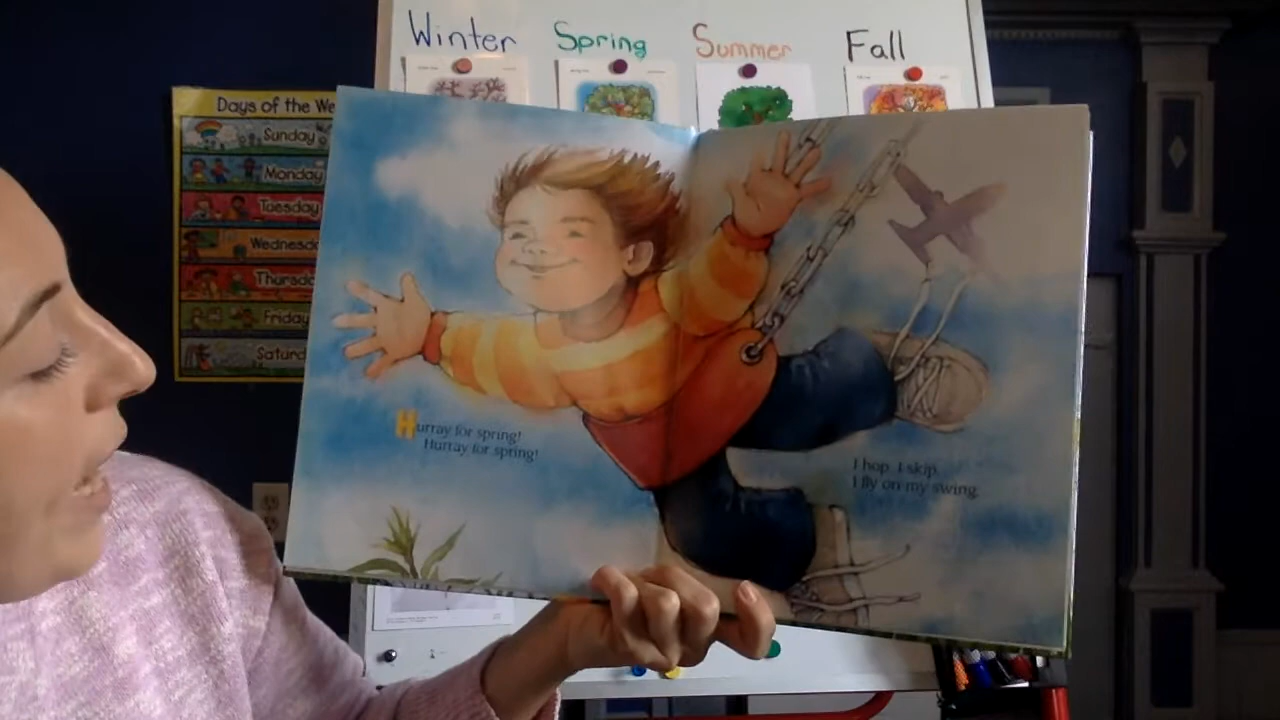 Winter Spring Summer Fall
Days of the We
Sunday
Monday
Tuesday
Wednesd
Thursd
Friday
Saturd
Hurray for spring!
Hurray for spring!
I hop. I skip.
I fly on my swing.